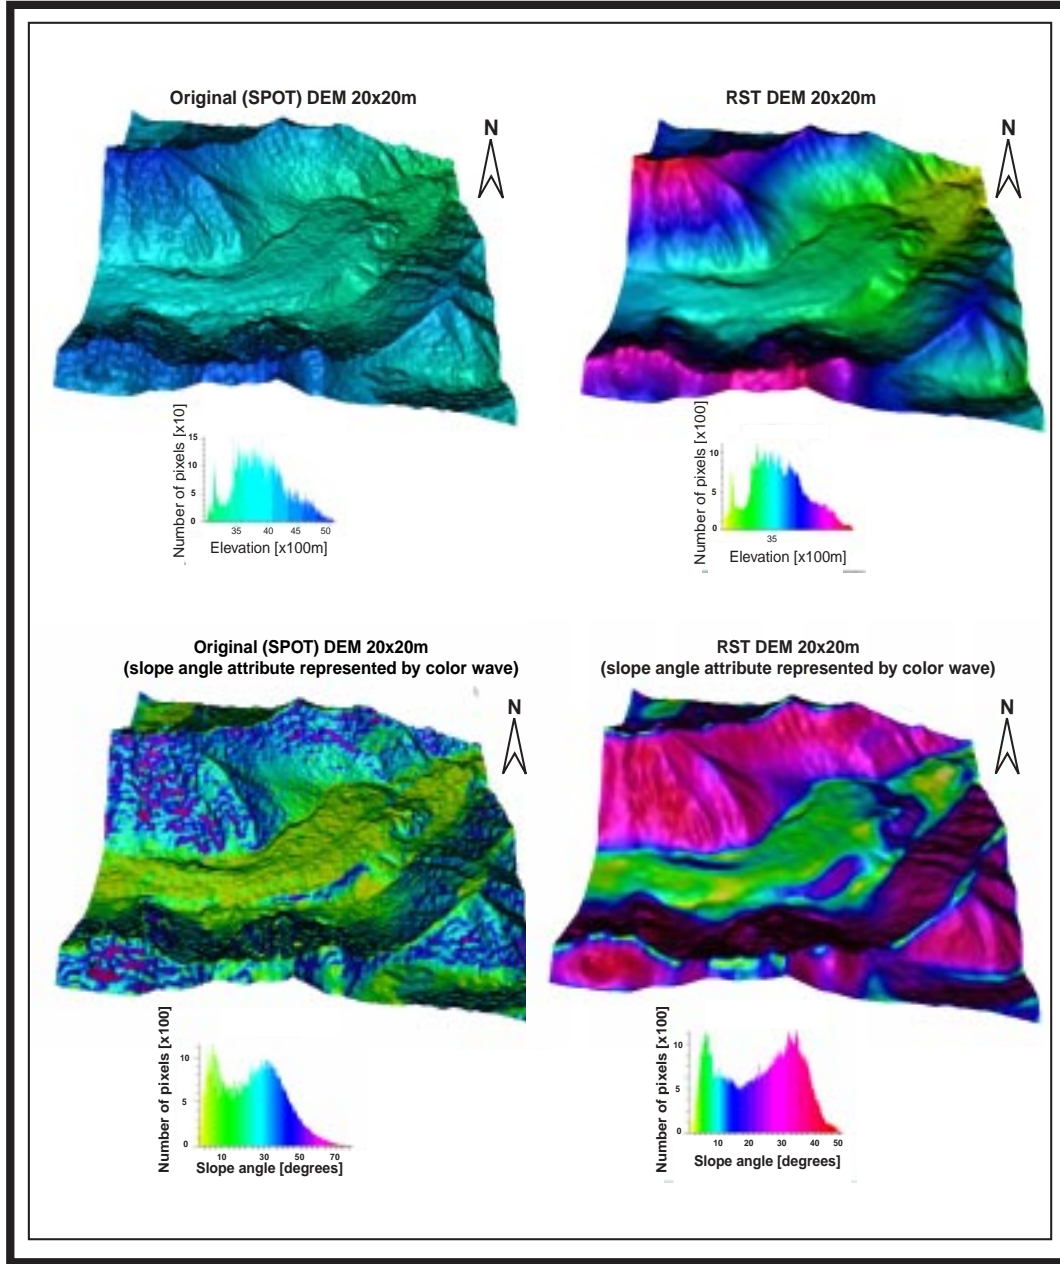 Original (SPOT) DEM 20x20m
RST DEM 20x20m
N
N
Number of pixels [x10]
15
10
5
0
35 40 45 50
Elevation [x100m]
Number of pixels [x100]
10
5
0
35
Elevation [x100m]
Original (SPOT) DEM 20x20m
(slope angle attribute represented by color wave)
RST DEM 20x20m
(slope angle attribute represented by color wave)
N
N
Number of pixels [x100]
10
5
0
10 30 50 70
Slope angle [degrees]
Number of pixels [x100]
10
5
0
10 20 30 40 50
Slope angle [degrees]